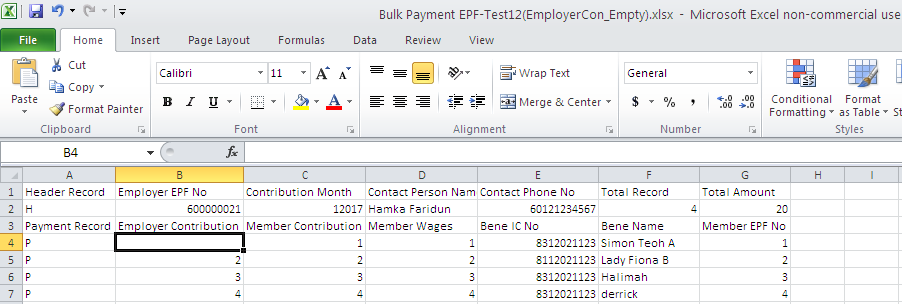 Bulk Payment EPF-Test12(EmployerCon_Empty).xlsx - Microsoft Excel non-commercial use
File Home Insert Page Layout Formulas Data Review View
Paste Cut Copy Format Painter
Calibri 11 A A
B I U A
Wrap Text
Merge & Center
General
$ % , .0 .00 .00 .0
Conditional Formatting Format as Table
Clipboard Font Alignment Number Styles
B4 fx
A B C D E F G H I
1 Header Record Employer EPF No Contribution Month Contact Person Nam Contact Phone No Total Record Total Amount
2 H 600000021 12017 Hamka Faridun 60121234567 4 20
3 Payment Record Employer Contribution Member Contribution Member Wages Bene IC No Bene Name Member EPF No
4 P 1 1 8312021123 Simon Teoh A 1
5 P 2 2 2 8112021123 Lady Fiona B 2
6 P 3 3 3 8312021123 Halimah 3
7 P 4 4 4 8312021123 derrick 4